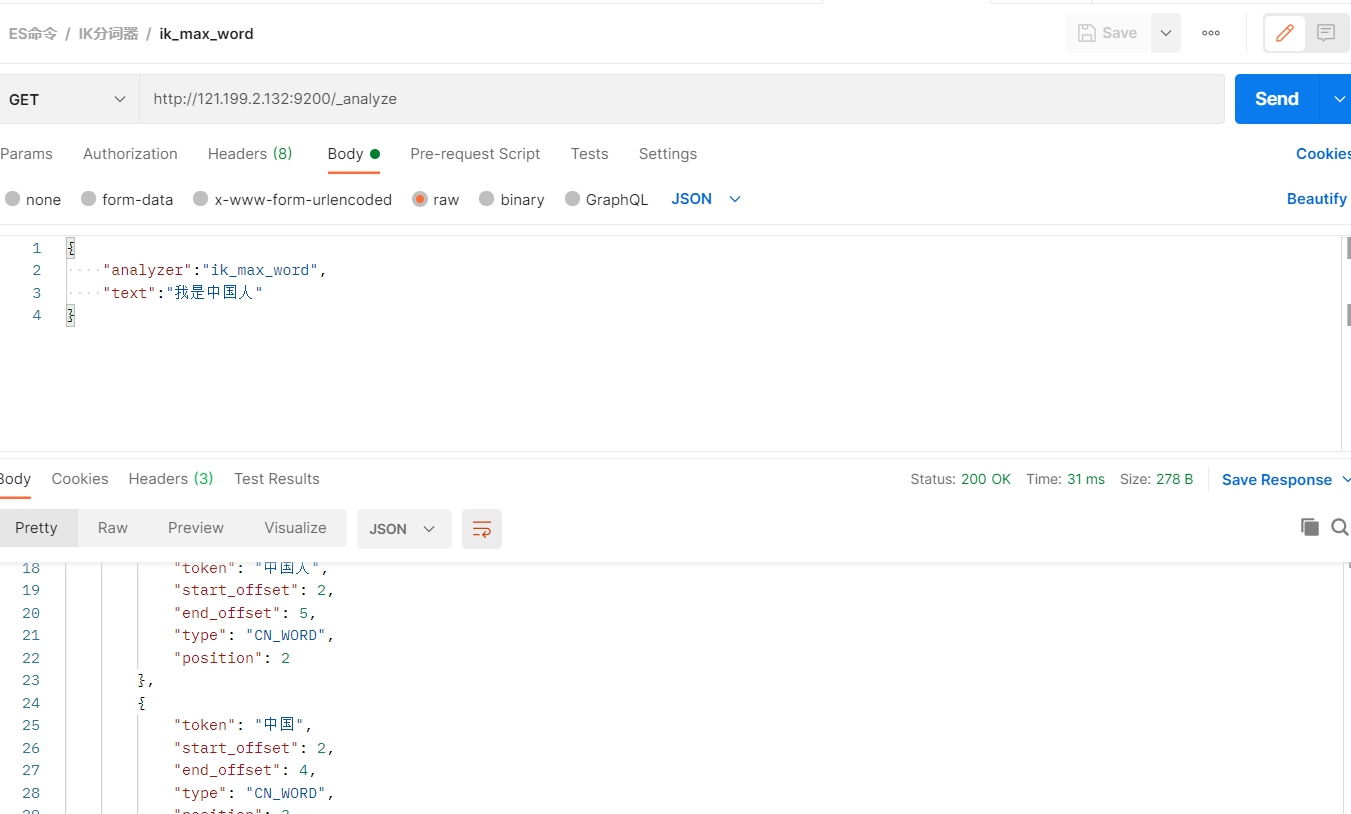 ES命令 / IK分词器 / ik_max_word
Save
GET
http://121.199.2.132:9200/_analyze
Send
Params Authorization Headers (8) Body Pre-request Script Tests Settings Cookies
none form-data x-www-form-urlencoded raw binary GraphQL JSON Beautify
1 {
2 ····"analyzer":"ik_max_word",
3 ····"text":"我是中国人"
4 }
Body Cookies Headers (3) Test Results Status: 200 OK Time: 31 ms Size: 278 B Save Response
Pretty Raw Preview Visualize JSON
18 "token": "中国人",
19 "start_offset": 2,
20 "end_offset": 5,
21 "type": "CN_WORD",
22 "position": 2
23 },
24 {
25 "token": "中国",
26 "start_offset": 2,
27 "end_offset": 4,
28 "type": "CN_WORD",
29 "position": 3